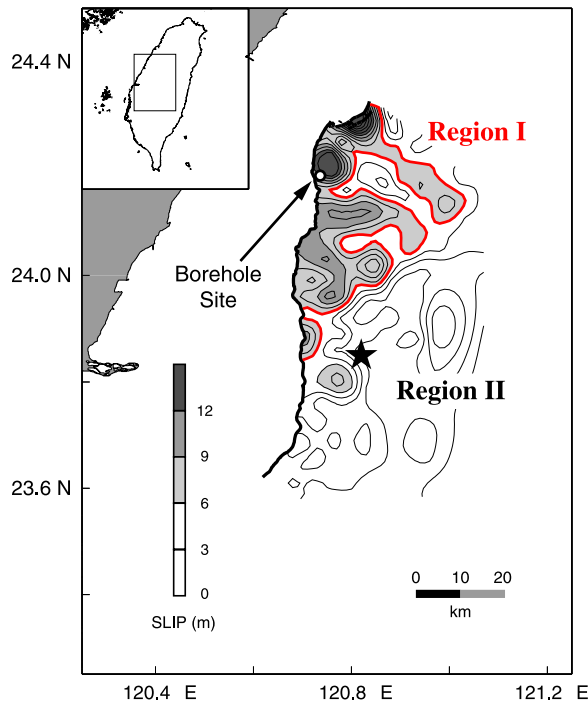 24.4 N
Region I
Borehole
Site
24.0 N
Region II
12
9
6
3
0
SLIP (m)
23.6 N
0 10 20
km
120.4 E 120.8 E 121.2 E